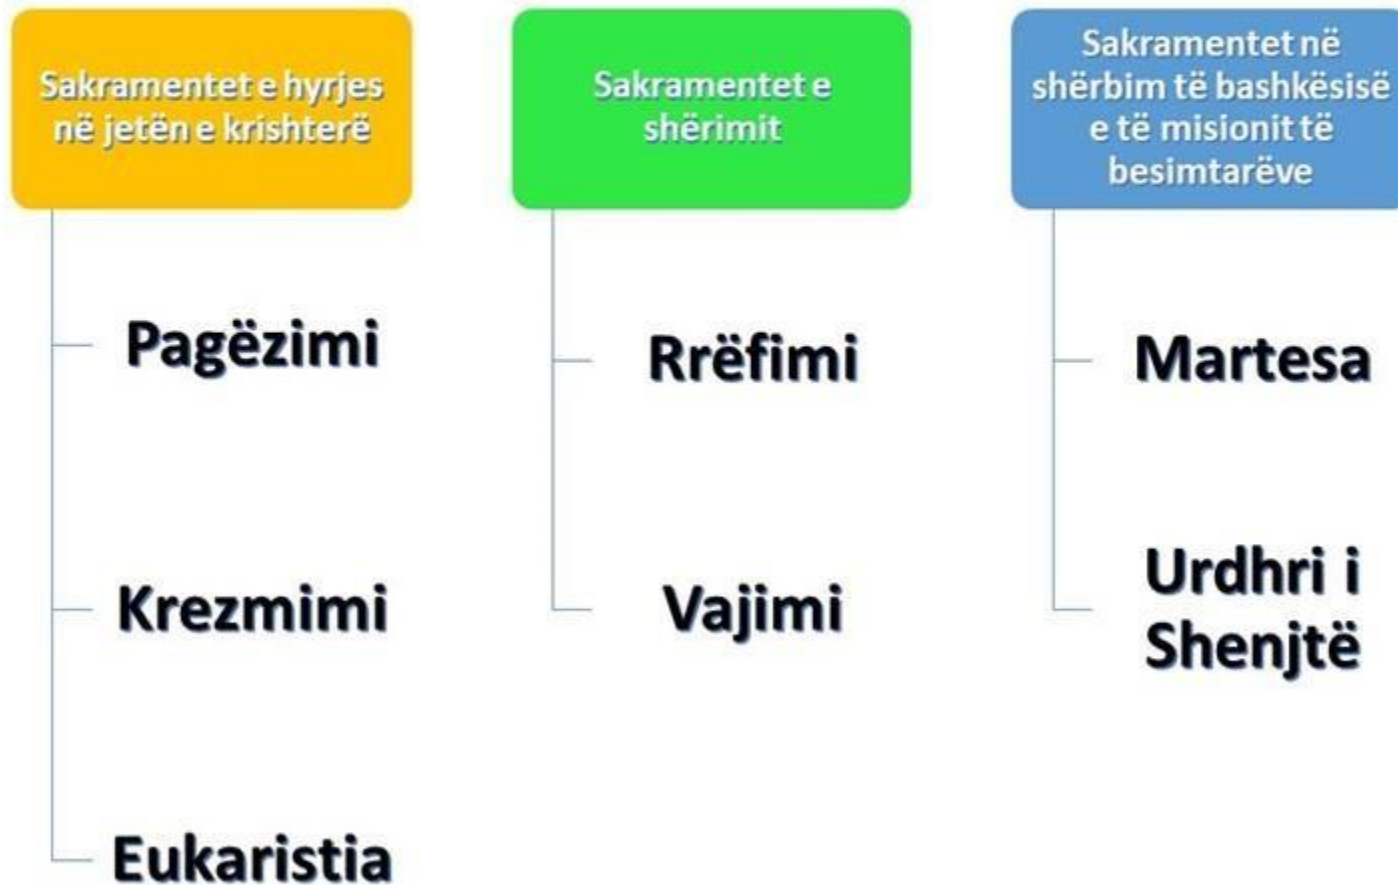 Sakramentet e hyrjes
në jetën e krishterë
Pagëzimi
Krezmimi
Eukaristia
Sakramentet e
shërimit
Rrëfimi
Vajimi
Sakramentet në
shërbim të bashkësisë
e të misionit të
besimtarëve
Martesa
Urdhri i
Shenjtë